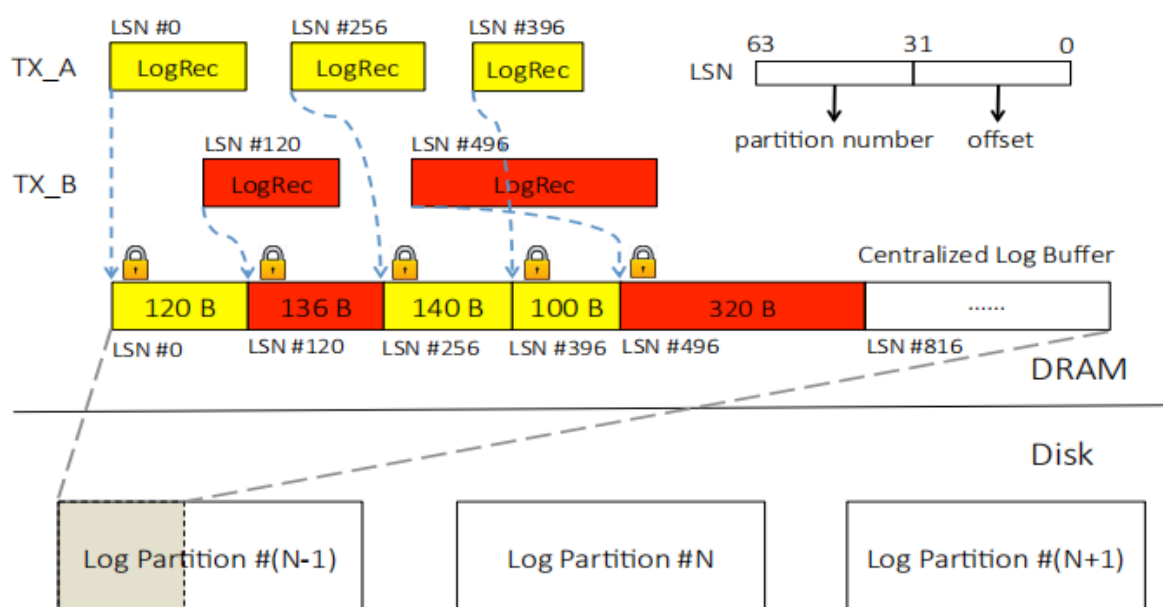 LSN #0
LSN #256
LSN #396
63
31
0
TX_A
LogRec
LogRec
LogRec
LSN
partition number
offset
LSN #120
LSN #496
TX_B
LogRec
LogRec
Centralized Log Buffer
120 B
136 B
140 B
100 B
320 B
......
LSN #0
LSN #120
LSN #256
LSN #396
LSN #496
LSN #816
DRAM
Disk
Log Partition #(N-1)
Log Partition #N
Log Partition #(N+1)